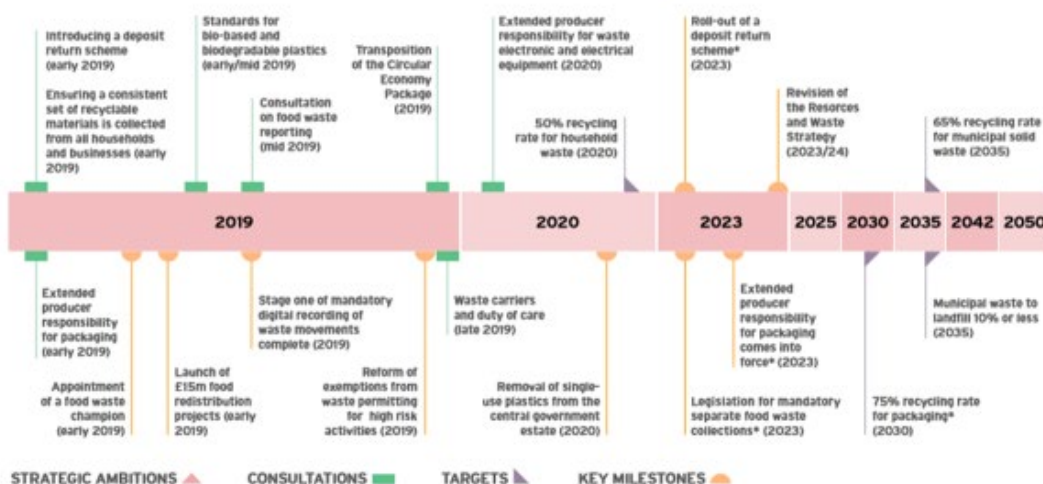 Introducing a deposit
return scheme
(early 2019)
Ensuring a consistent
set of recyclable
materials is collected
from all households
and businesses (early
2019)
Standards for
bio-based and
biodegradable plastics
(early/mid 2019)
Consultation
on food waste
reporting
(mid 2019)
Transposition
of the Circular
Economy
Package
(2019)
Extended producer
responsibility for waste
electronic and electrical
equipment (2020)
50% recycling
rate for household
waste (2020)
Roll-out of a
deposit return
scheme*
(2023)
Revision of
the Resorces
and Waste
Strategy
(2023/24)
65% recycling rate
for municipal solid
waste (2035)
2019
2020
2023
2025
2030
2035
2042
2050
Extended
producer
responsibility
for packaging
(early 2019)
Appointment
of a food waste
champion
(early 2019)
Launch of
£15m food
redistribution
projects (early
2019)
Stage one of mandatory
digital recording of
waste movements
complete (2019)
Reform of
exemptions from
waste permitting
for high risk
activities (2019)
Waste carriers
and duty of care
(late 2019)
Removal of single-
use plastics from the
central government
estate (2020)
Extended
producer
responsibility
for packaging
comes into
force* (2023)
Legislation for mandatory
separate food waste
collections* (2023)
75% recycling rate
for packaging*
(2030)
Municipal waste to
landfill 10% or less
(2035)
STRATEGIC AMBITIONS
CONSULTATIONS
TARGETS
KEY MILESTONES